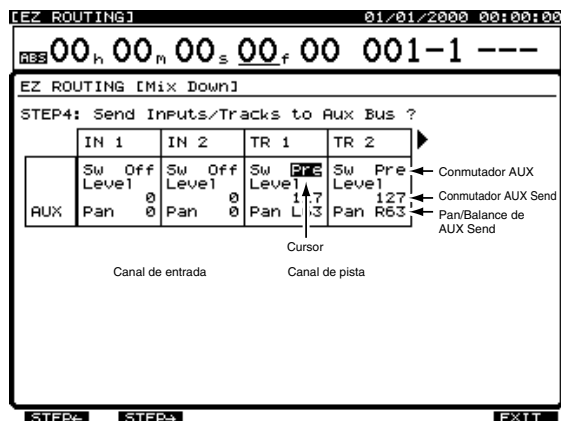 [EZ ROUTING] 01/01/2000 00:00:00
ABS 00h 00m 00s 00f 00 001-1 ---
EZ ROUTING [Mix Down]
STEP4: Send Inputs/Tracks to Aux Bus ?
IN 1 IN 2 TR 1 TR 2
Sw Off Sw Off Sw Pre Sw Pre Conmutador AUX
Level Level Level Level
0 0 127 127 Conmutador AUX Send
AUX Pan 0 Pan 0 Pan L63 Pan R63 Pan/Balance de
AUX Send
Cursor
Canal de entrada Canal de pista
STEP← STEP→ EXIT